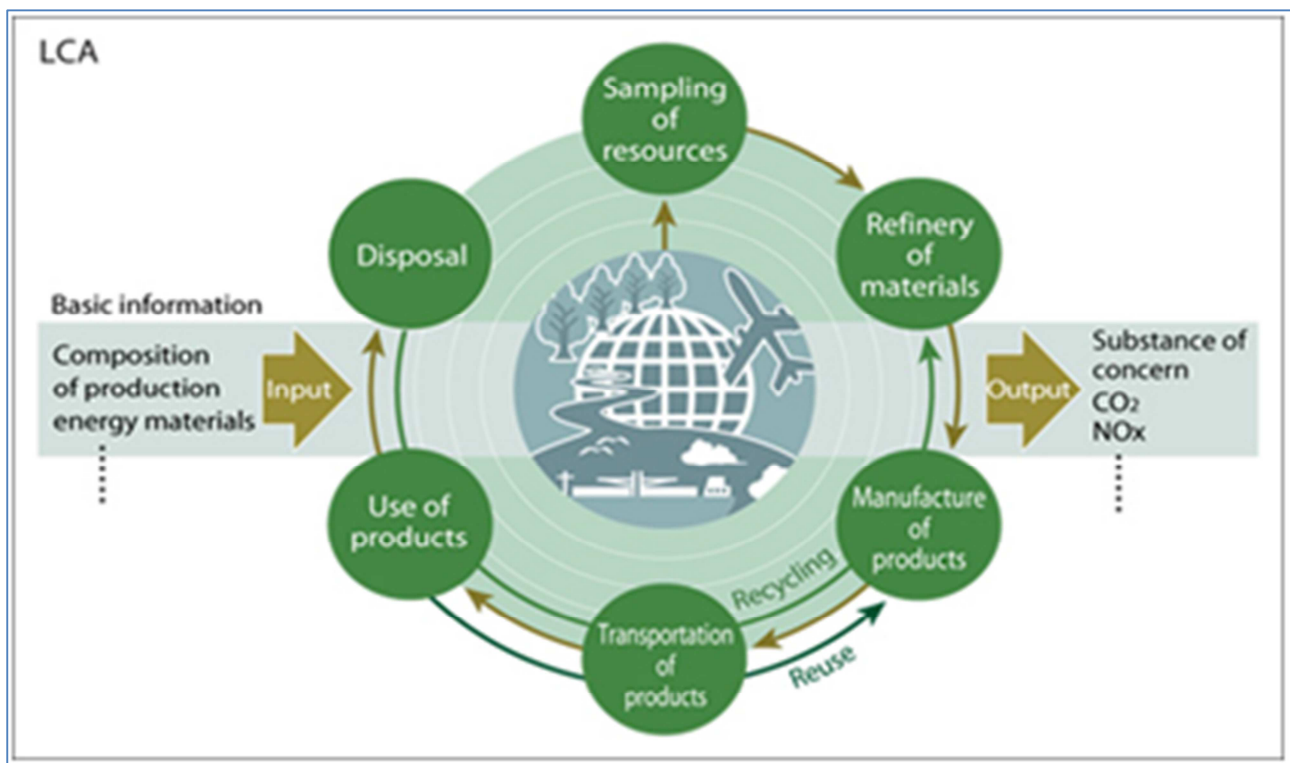 LCA
Sampling
of
resources
Disposal
Refinery
of
materials
Basic information
Composition
of production
energy materials
Input
Output
Substance of
concern
CO₂
NOx
Use of
products
Manufacture
of
products
Recycling
Transportation
of
products
Reuse